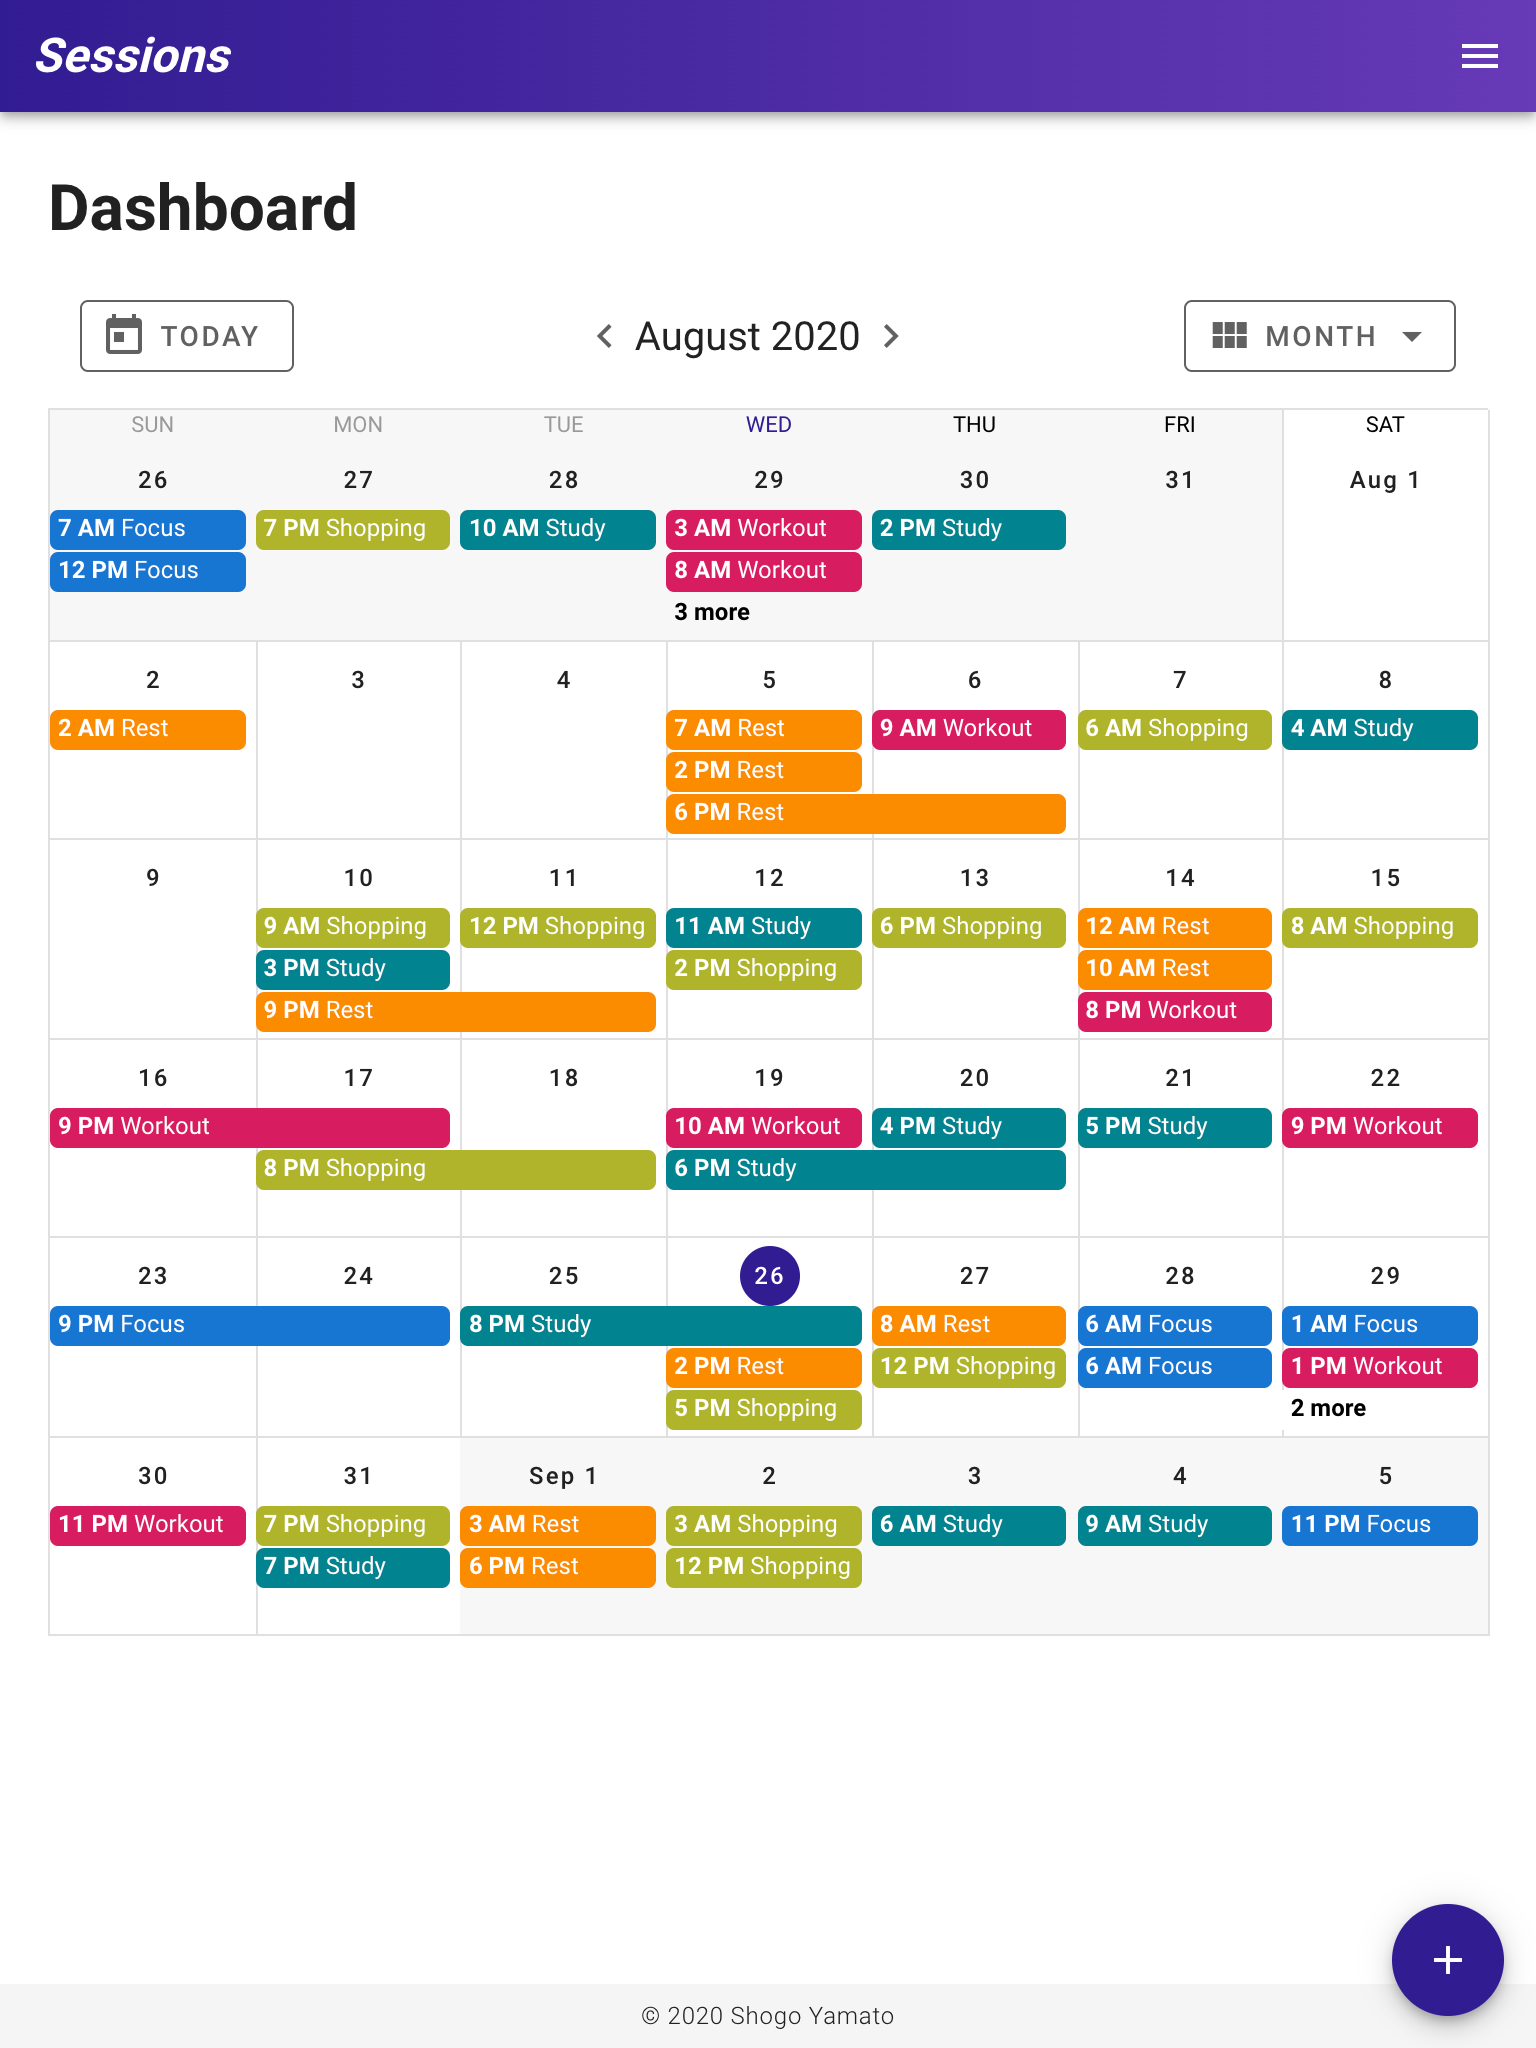 Sessions
Dashboard
TODAY
August 2020
MONTH
SUN MON TUE WED THU FRI SAT
26 27 28 29 30 31 Aug 1
7 AM Focus 7 PM Shopping 10 AM Study 3 AM Workout 2 PM Study
12 PM Focus 8 AM Workout
3 more
2 3 4 5 6 7 8
2 AM Rest 7 AM Rest 9 AM Workout 6 AM Shopping 4 AM Study
2 PM Rest
6 PM Rest
9 10 11 12 13 14 15
9 AM Shopping 12 PM Shopping 11 AM Study 6 PM Shopping 12 AM Rest 8 AM Shopping
3 PM Study 2 PM Shopping 10 AM Rest
9 PM Rest 8 PM Workout
16 17 18 19 20 21 22
9 PM Workout 10 AM Workout 4 PM Study 5 PM Study 9 PM Workout
8 PM Shopping 6 PM Study
23 24 25 26 27 28 29
9 PM Focus 8 PM Study 8 AM Rest 6 AM Focus 1 AM Focus
2 PM Rest 12 PM Shopping 6 AM Focus 1 PM Workout
5 PM Shopping 2 more
30 31 Sep 1 2 3 4 5
11 PM Workout 7 PM Shopping 3 AM Rest 3 AM Shopping 6 AM Study 9 AM Study 11 PM Focus
7 PM Study 6 PM Rest 12 PM Shopping
© 2020 Shogo Yamato